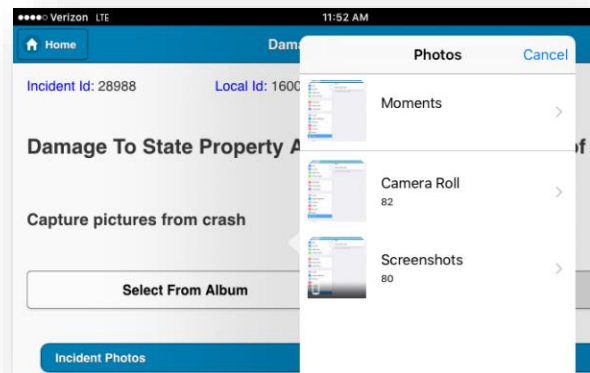 Verizon LTE 11:52 AM
Home
Photos Cancel
Incident Id: 28988 Local Id: 1600
Damage To State Property A
of
Capture pictures from crash
Select From Album
Incident Photos
Moments
Camera Roll
82
Screenshots
80